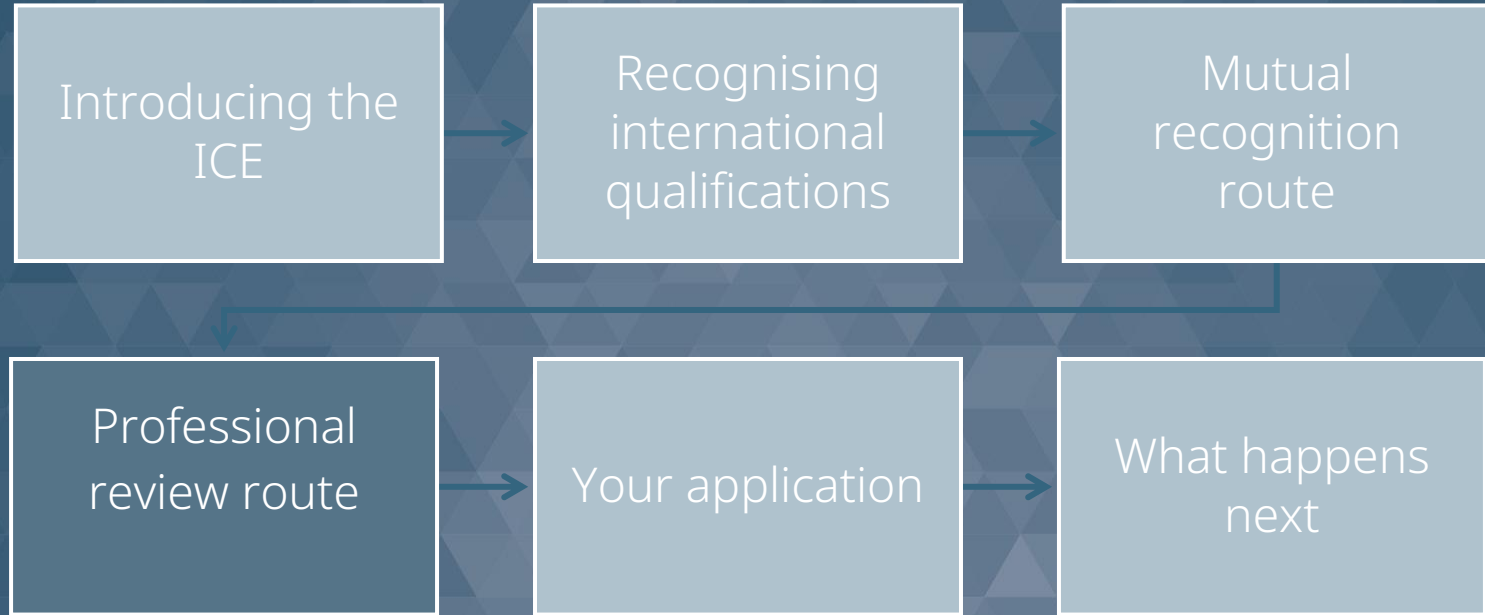 Introducing the
ICE
Recognising
international
qualifications
Mutual
recognition
route
Professional
review route
Your application
What happens
next